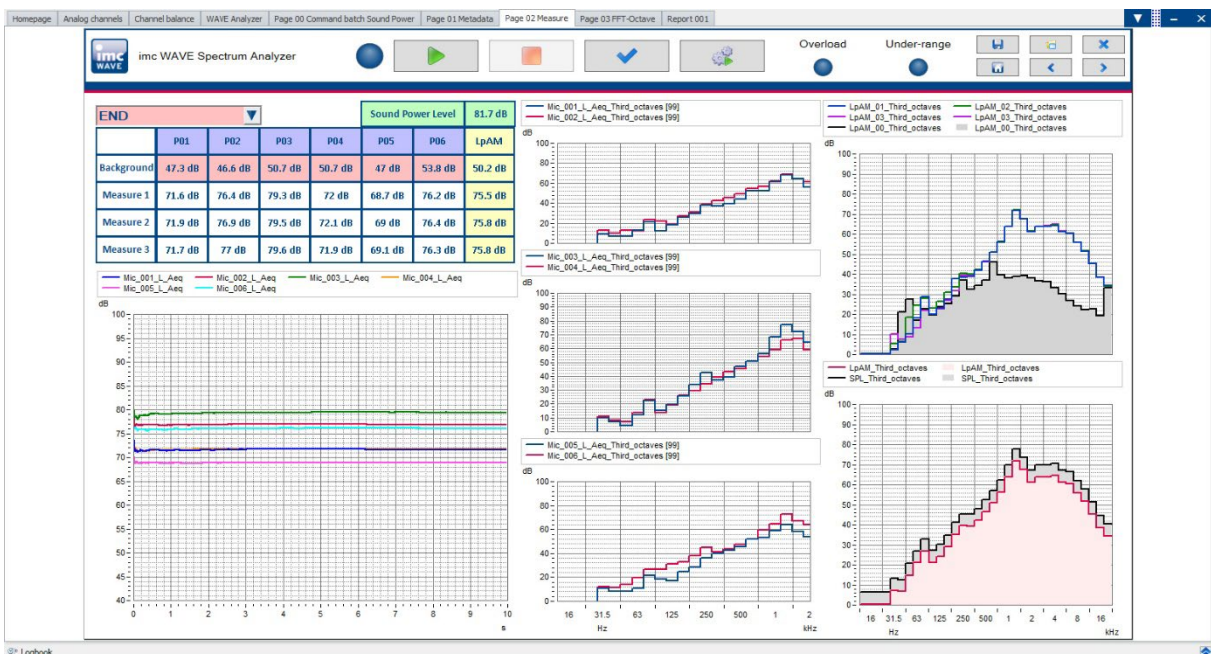 Homepage Analog channels Channel balance WAVE Analyzer Page 00 Command batch Sound Power Page 01 Metadata Page 02 Measure Page 03 FFT-Octave Report 001
imc WAVE
imc WAVE Spectrum Analyzer
Overload Under-range
END
Sound Power Level 81.7 dB
P01 P02 P03 P04 P05 P06 LpAM
Background 47.3 dB 46.6 dB 50.7 dB 50.7 dB 47 dB 53.8 dB 50.2 dB
Measure 1 71.6 dB 76.4 dB 79.3 dB 72 dB 68.7 dB 76.2 dB 75.5 dB
Measure 2 71.9 dB 76.9 dB 79.5 dB 72.1 dB 69 dB 76.4 dB 75.8 dB
Measure 3 71.7 dB 77 dB 79.6 dB 71.9 dB 69.1 dB 76.3 dB 75.8 dB
Mic_001_L_Aeq Mic_002_L_Aeq Mic_003_L_Aeq Mic_004_L_Aeq
Mic_005_L_Aeq Mic_006_L_Aeq
dB
100
95
90
85
80
75
70
65
60
55
50
45
40
0 1 2 3 4 5 6 7 8 9 10
s
Mic_001_L_Aeq_Third_octaves [99]
Mic_002_L_Aeq_Third_octaves [99]
dB
100
80
60
40
20
0
Mic_003_L_Aeq_Third_octaves [99]
Mic_004_L_Aeq_Third_octaves [99]
dB
100
90
80
70
60
50
40
30
20
10
0
Mic_005_L_Aeq_Third_octaves [99]
Mic_006_L_Aeq_Third_octaves [99]
dB
100
80
60
40
20
0
16 31.5 63 125 250 500 1 2
Hz kHz
LpAM_01_Third_octaves LpAM_02_Third_octaves
LpAM_03_Third_octaves LpAM_03_Third_octaves
LpAM_00_Third_octaves LpAM_00_Third_octaves
dB
100
90
80
70
60
50
40
30
20
10
0
LpAM_Third_octaves LpAM_Third_octaves
SPL_Third_octaves SPL_Third_octaves
dB
100
90
80
70
60
50
40
30
20
10
0
16 31.5 63 125 250 500 1 2 4 8 16
Hz kHz
Logbook